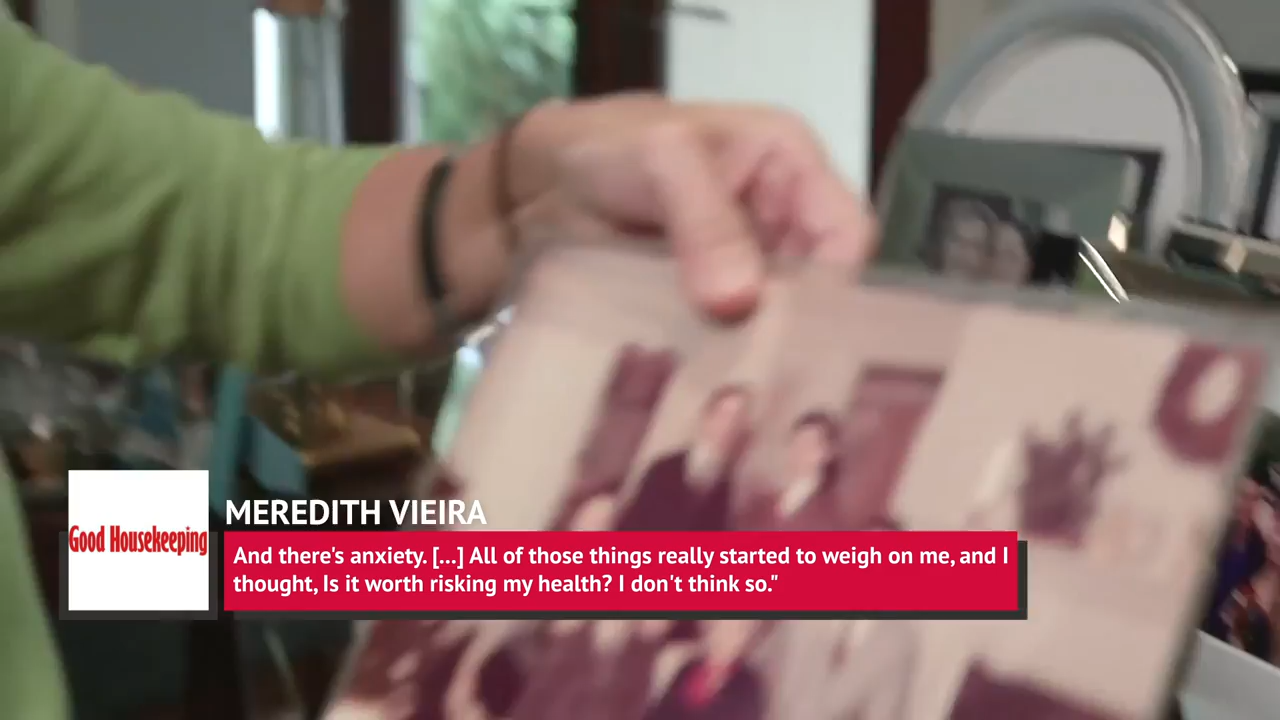 MEREDITH VIEIRA
Good Housekeeping
And there's anxiety. [...] All of those things really started to weigh on me, and I
thought, Is it worth risking my health? I don't think so."